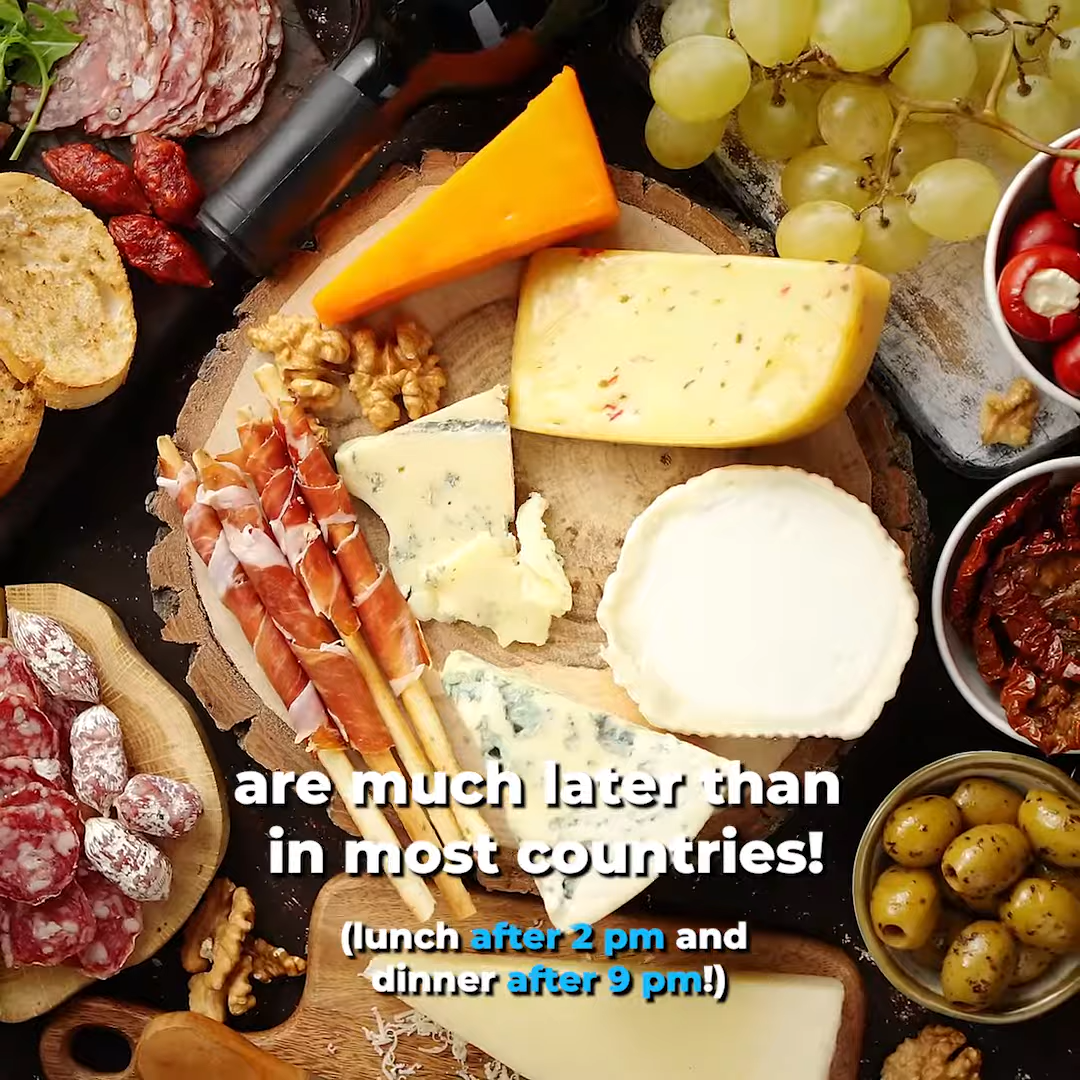 are much later than
in most countries!
(lunch after 2 pm and
dinner after 9 pm!)